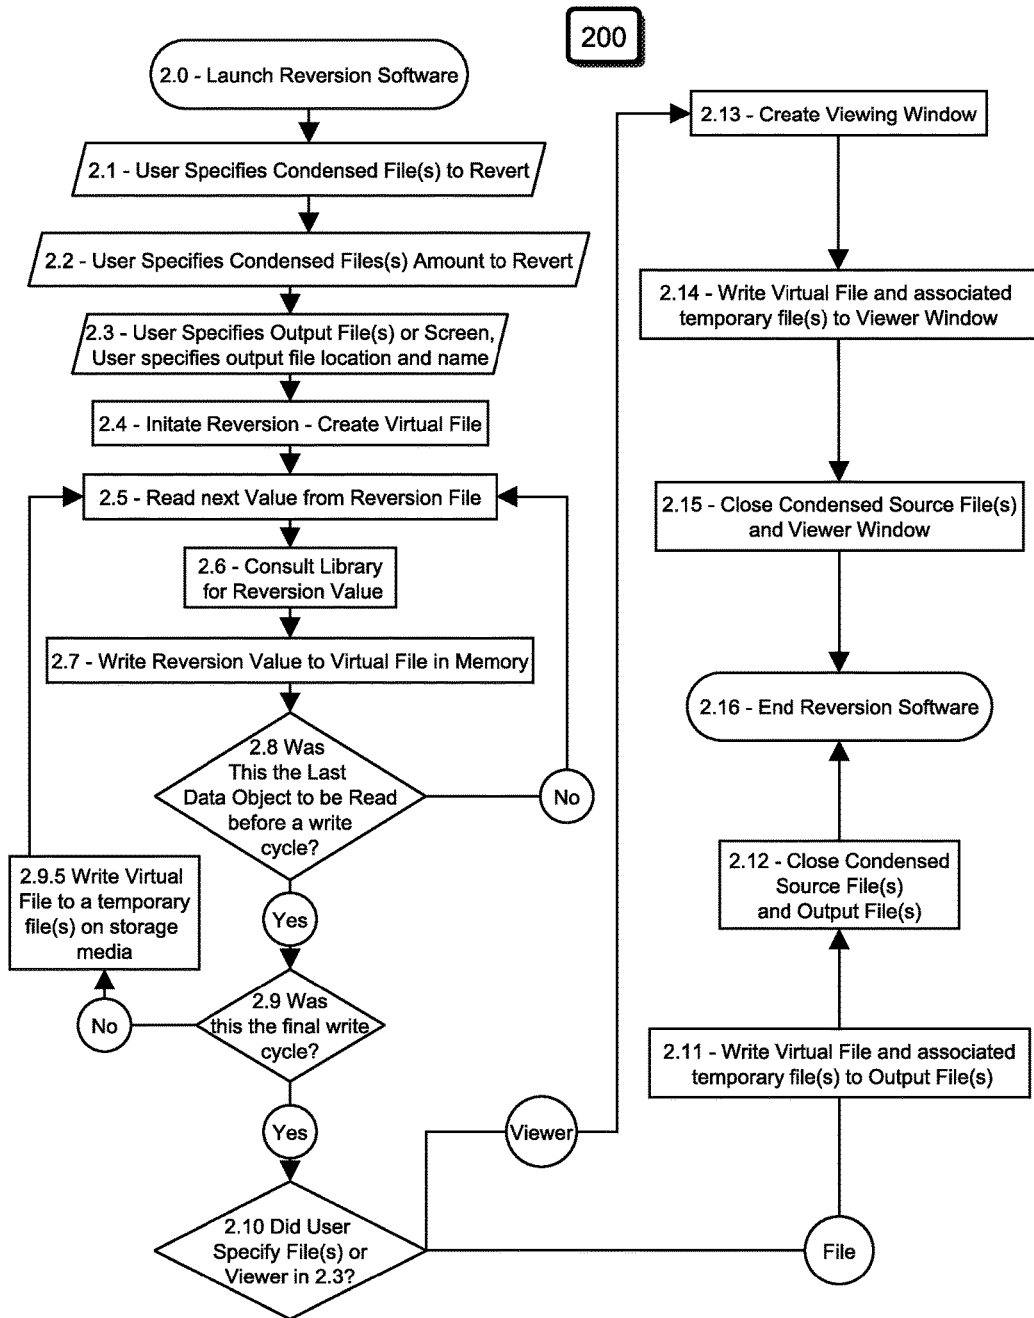 200
2.0 - Launch Reversion Software
2.1 - User Specifies Condensed File(s) to Revert
2.2 - User Specifies Condensed Files(s) Amount to Revert
2.3 - User Specifies Output File(s) or Screen,
User specifies output file location and name
2.4 - Initate Reversion - Create Virtual File
2.5 - Read next Value from Reversion File
2.6 - Consult Library
for Reversion Value
2.7 - Write Reversion Value to Virtual File in Memory
2.8 Was
This the Last
Data Object to be Read
before a write
cycle?
No
Yes
2.9.5 Write Virtual
File to a temporary
file(s) on storage
media
2.9 Was
this the final write
cycle?
No
Yes
2.10 Did User
Specify File(s) or
Viewer in 2.3?
Viewer
File
2.13 - Create Viewing Window
2.14 - Write Virtual File and associated
temporary file(s) to Viewer Window
2.15 - Close Condensed Source File(s)
and Viewer Window
2.16 - End Reversion Software
2.12 - Close Condensed
Source File(s)
and Output File(s)
2.11 - Write Virtual File and associated
temporary file(s) to Output File(s)